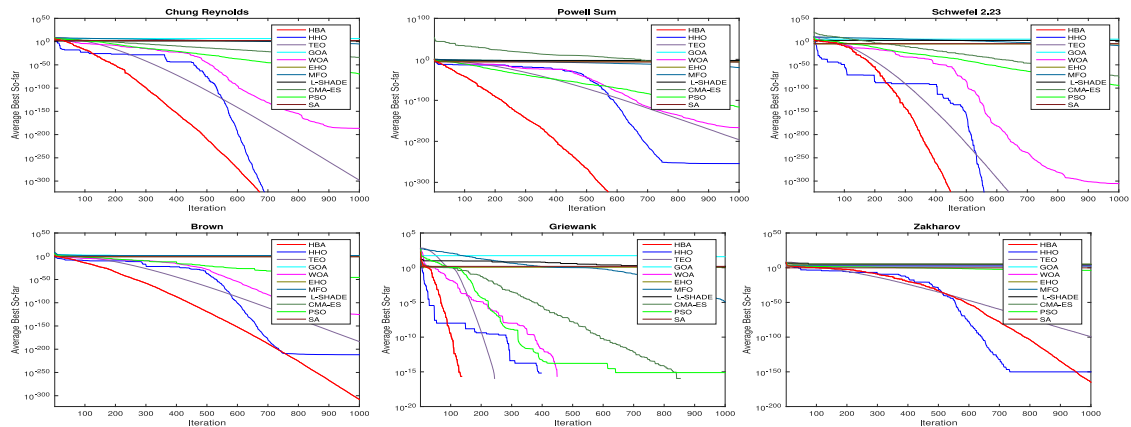 Chung Reynolds
10^50
10^0
10^-50
10^-100
10^-150
10^-200
10^-250
10^-300
Average Best So-far
100 200 300 400 500 600 700 800 900 1000
Iteration
HBA
HHO
TEO
GOA
WOA
EHO
MFO
L-SHADE
CMA-ES
PSO
SA
Powell Sum
10^100
10^0
10^-100
10^-200
10^-300
Average Best So-far
100 200 300 400 500 600 700 800 900 1000
Iteration
HBA
HHO
TEO
GOA
WOA
EHO
MFO
L-SHADE
CMA-ES
PSO
SA
Schwefel 2.23
10^50
10^0
10^-50
10^-100
10^-150
10^-200
10^-250
10^-300
Average Best So-far
100 200 300 400 500 600 700 800 900 1000
Iteration
HBA
HHO
TEO
GOA
WOA
EHO
MFO
L-SHADE
CMA-ES
PSO
SA
Brown
10^50
10^0
10^-50
10^-100
10^-150
10^-200
10^-250
10^-300
Average Best So-far
100 200 300 400 500 600 700 800 900 1000
Iteration
HBA
HHO
TEO
GOA
WOA
EHO
MFO
L-SHADE
CMA-ES
PSO
SA
Griewank
10^5
10^0
10^-5
10^-10
10^-15
10^-20
Average Best So-far
100 200 300 400 500 600 700 800 900 1000
Iteration
HBA
HHO
TEO
GOA
WOA
EHO
MFO
L-SHADE
CMA-ES
PSO
SA
Zakharov
10^50
10^0
10^-50
10^-100
10^-150
10^-200
Average Best So-far
100 200 300 400 500 600 700 800 900 1000
Iteration
HBA
HHO
TEO
GOA
WOA
EHO
MFO
L-SHADE
CMA-ES
PSO
SA